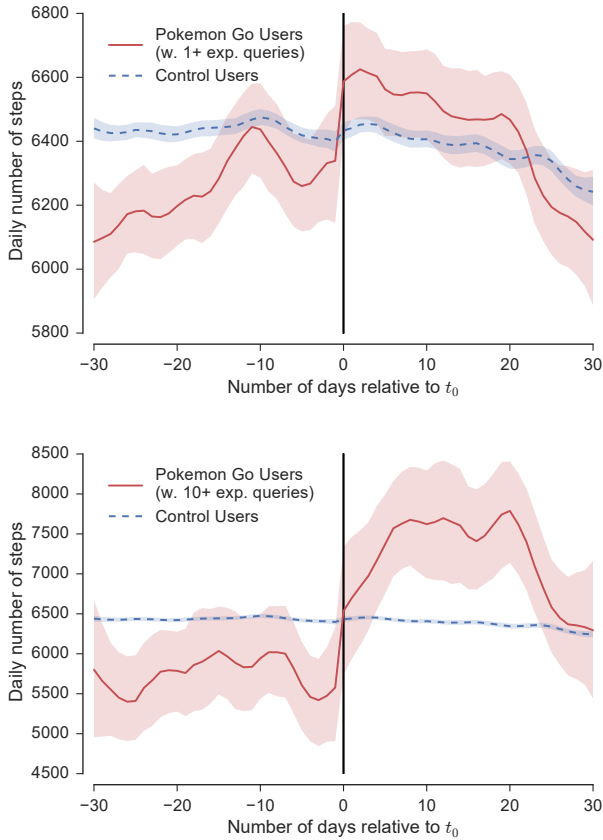 6800
6600
6400
6200
6000
5800
Daily number of steps
Pokemon Go Users
(w. 1+ exp. queries)
Control Users
−30 −20 −10 0 10 20 30
Number of days relative to t₀
8500
8000
7500
7000
6500
6000
5500
5000
4500
Daily number of steps
Pokemon Go Users
(w. 10+ exp. queries)
Control Users
−30 −20 −10 0 10 20 30
Number of days relative to t₀